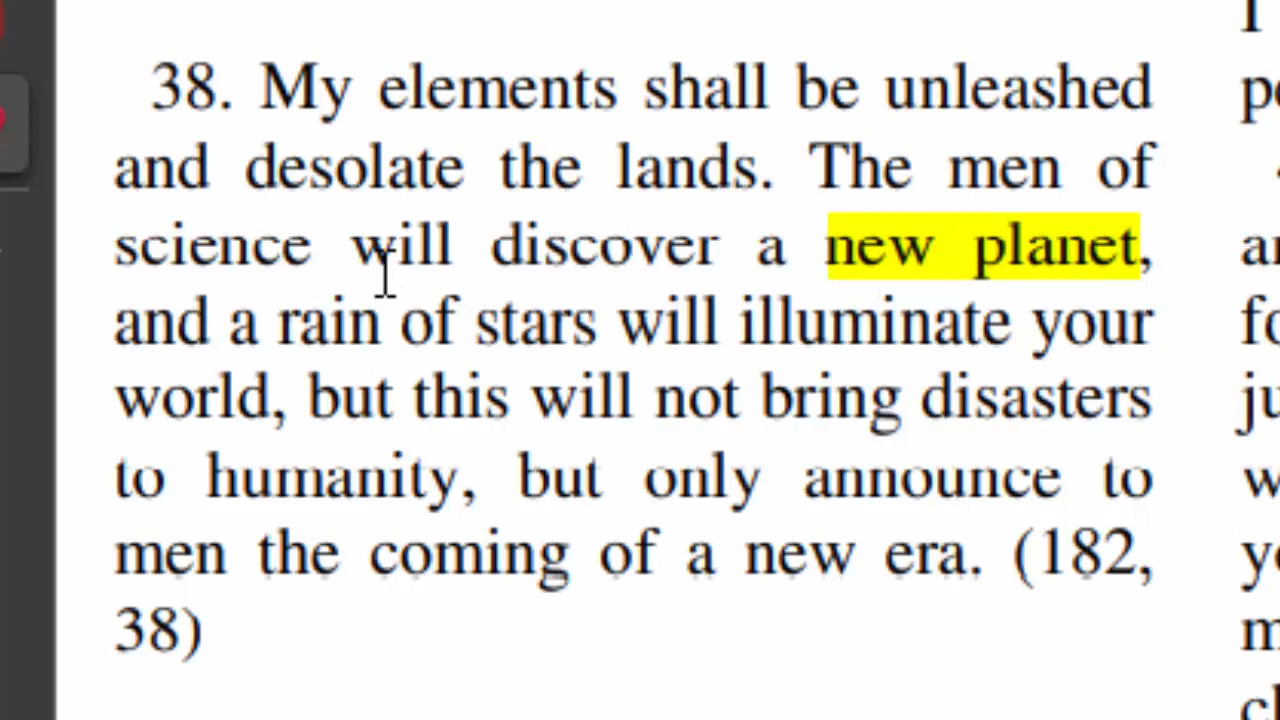 38. My elements shall be unleashed
and desolate the lands. The men of
science will discover a new planet,
and a rain of stars will illuminate your
world, but this will not bring disasters
to humanity, but only announce to
men the coming of a new era. (182,
38)